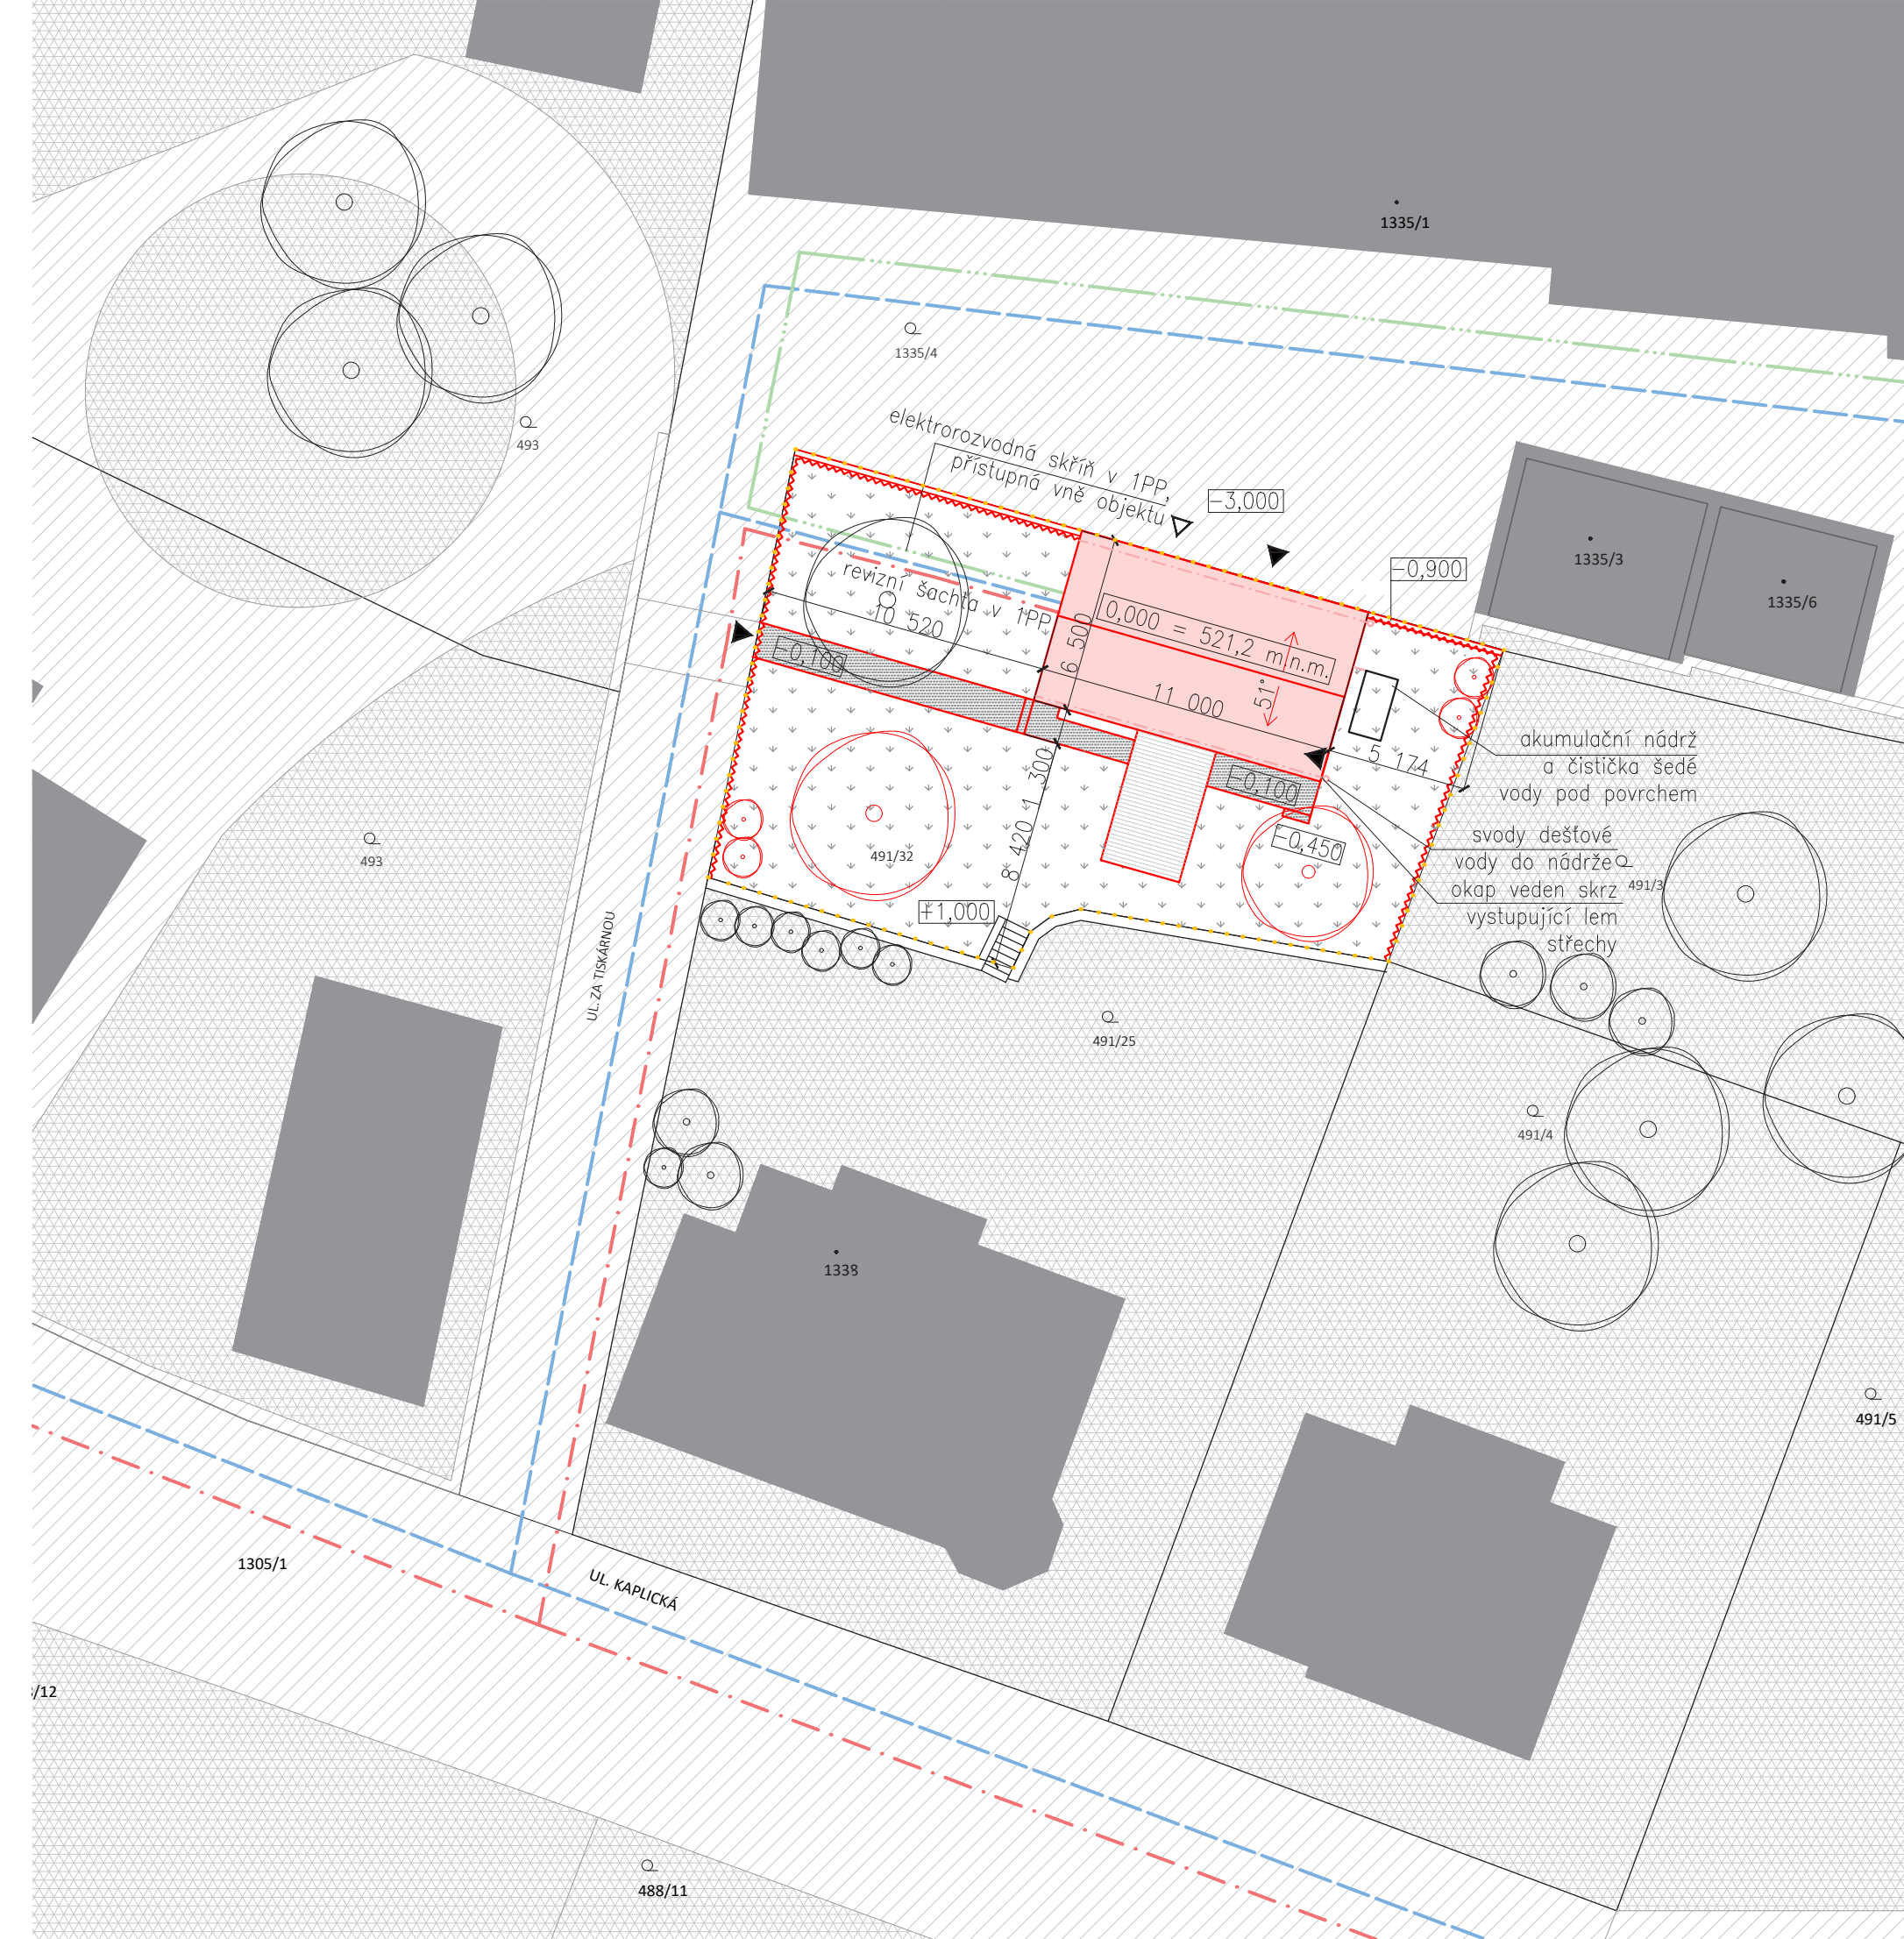 1335/1
1335/4
493
elektrorozvodná skříň v 1PP,
přístupná vně objektu
-3,000
-0,900
1335/3
1335/6
revizní šachta v 1PP
10 520
6 500
0,000 = 521,2 m.n.m.
-0,100
11 000
51°
5 174
akumulační nádrž
a čistička šedé
vody pod povrchem
-0,100
1 300
8 420
svody dešťové
vody do nádrže
okap veden skrz
vystupující lem
střechy
-0,450
493
491/32
491/3
+1,000
UL. ZA TISKÁRNOU
491/25
491/4
1338
491/5
1305/1
UL. KAPLICKÁ
/12
488/11